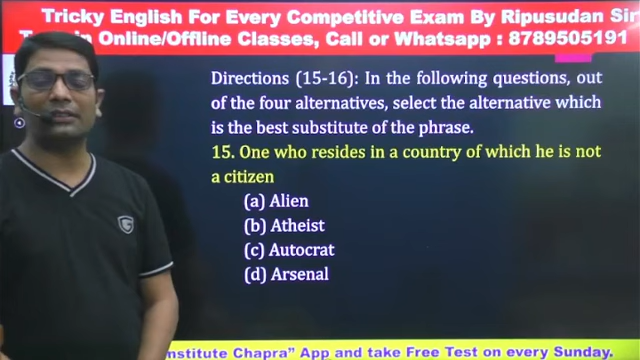 Tricky English For Every Competitive Exam By Ripusudan
in Online/Offline Classes, Call or Whatsapp : 8789505191
Directions (15-16): In the following questions, out
of the four alternatives, select the alternative which
is the best substitute of the phrase.
15. One who resides in a country of which he is not
a citizen
(a) Alien
(b) Atheist
(c) Autocrat
(d) Arsenal
Chapra" App and take Free Test on every Sunday.